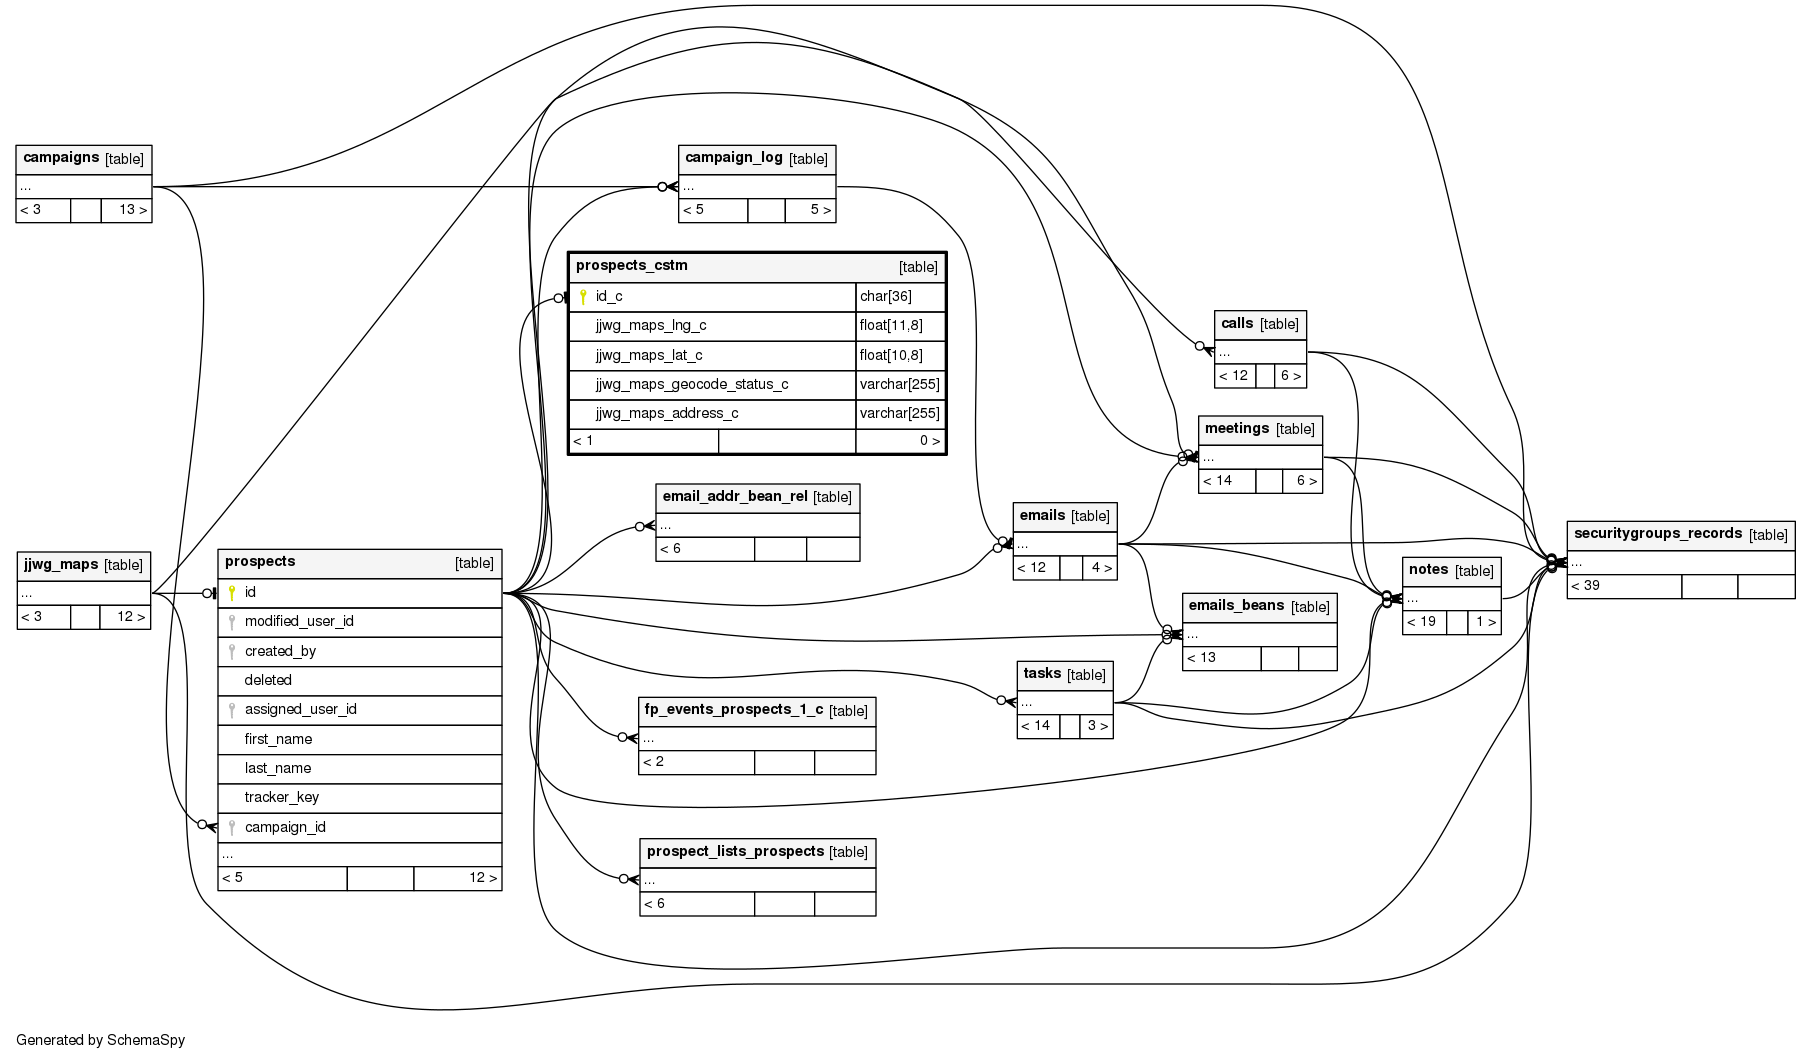 campaigns [table]
...
< 3 13 >
campaign_log [table]
...
< 5 5 >
prospects_cstm [table]
id_c char[36]
jjwg_maps_lng_c float[11,8]
jjwg_maps_lat_c float[10,8]
jjwg_maps_geocode_status_c varchar[255]
jjwg_maps_address_c varchar[255]
< 1 0 >
calls [table]
...
< 12 6 >
meetings [table]
...
< 14 6 >
email_addr_bean_rel [table]
...
< 6
emails [table]
...
< 12 4 >
securitygroups_records [table]
...
< 39
jjwg_maps [table]
...
< 3 12 >
prospects [table]
id
modified_user_id
created_by
deleted
assigned_user_id
first_name
last_name
tracker_key
campaign_id
...
< 5 12 >
notes [table]
...
< 19 1 >
emails_beans [table]
...
< 13
tasks [table]
...
< 14 3 >
fp_events_prospects_1_c [table]
...
< 2
prospect_lists_prospects [table]
...
< 6
Generated by SchemaSpy